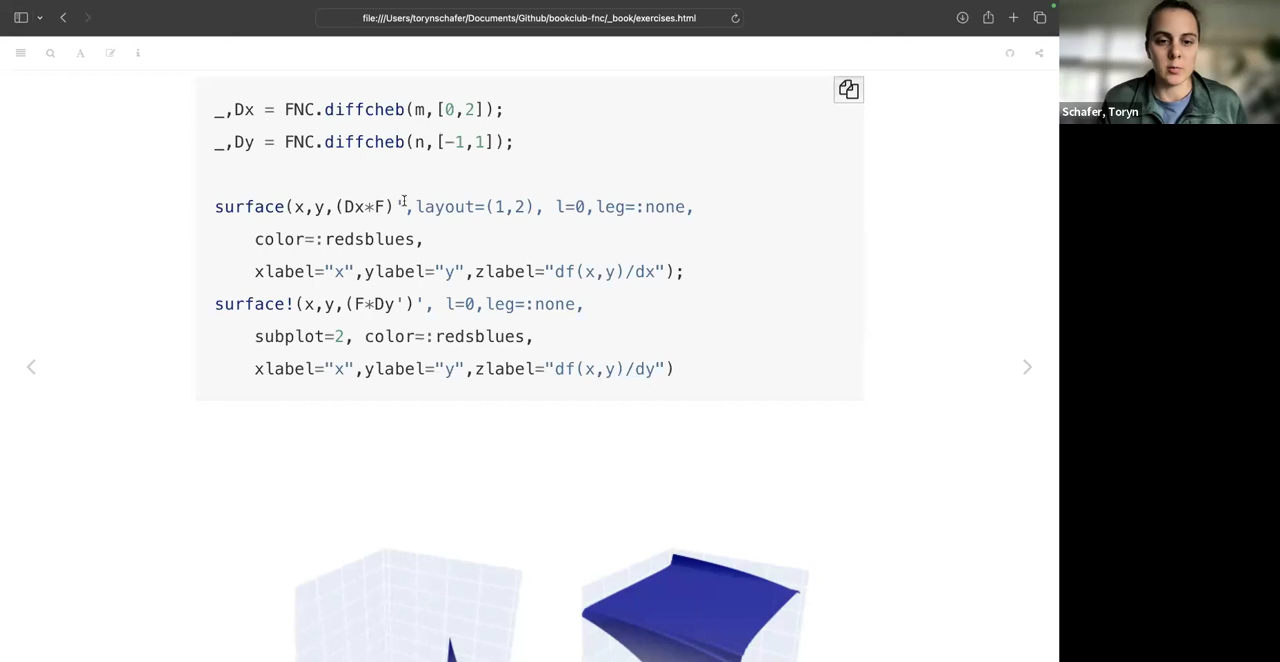 file:///Users/torynschafer/Documents/Github/bookclub-fnc/_book/exercises.html
Schafer, Toryn
_,Dx = FNC.diffcheb(m,[0,2]);
_,Dy = FNC.diffcheb(n,[-1,1]);
surface(x,y,(Dx*F)',layout=(1,2), l=0,leg=:none,
color=:redsblues,
xlabel="x",ylabel="y",zlabel="df(x,y)/dx");
surface!(x,y,(F*Dy')', l=0,leg=:none,
subplot=2, color=:redsblues,
xlabel="x",ylabel="y",zlabel="df(x,y)/dy")